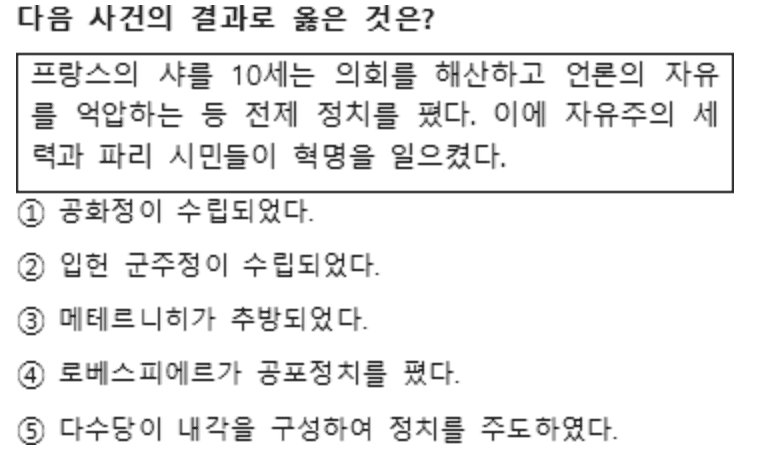 다음 사건의 결과로 옳은 것은?
프랑스의 샤를 10세는 의회를 해산하고 언론의 자유
를 억압하는 등 전제 정치를 폈다. 이에 자유주의 세
력과 파리 시민들이 혁명을 일으켰다.
① 공화정이 수립되었다.
② 입헌 군주정이 수립되었다.
③ 메테르니히가 추방되었다.
④ 로베스피에르가 공포정치를 폈다.
⑤ 다수당이 내각을 구성하여 정치를 주도하였다.